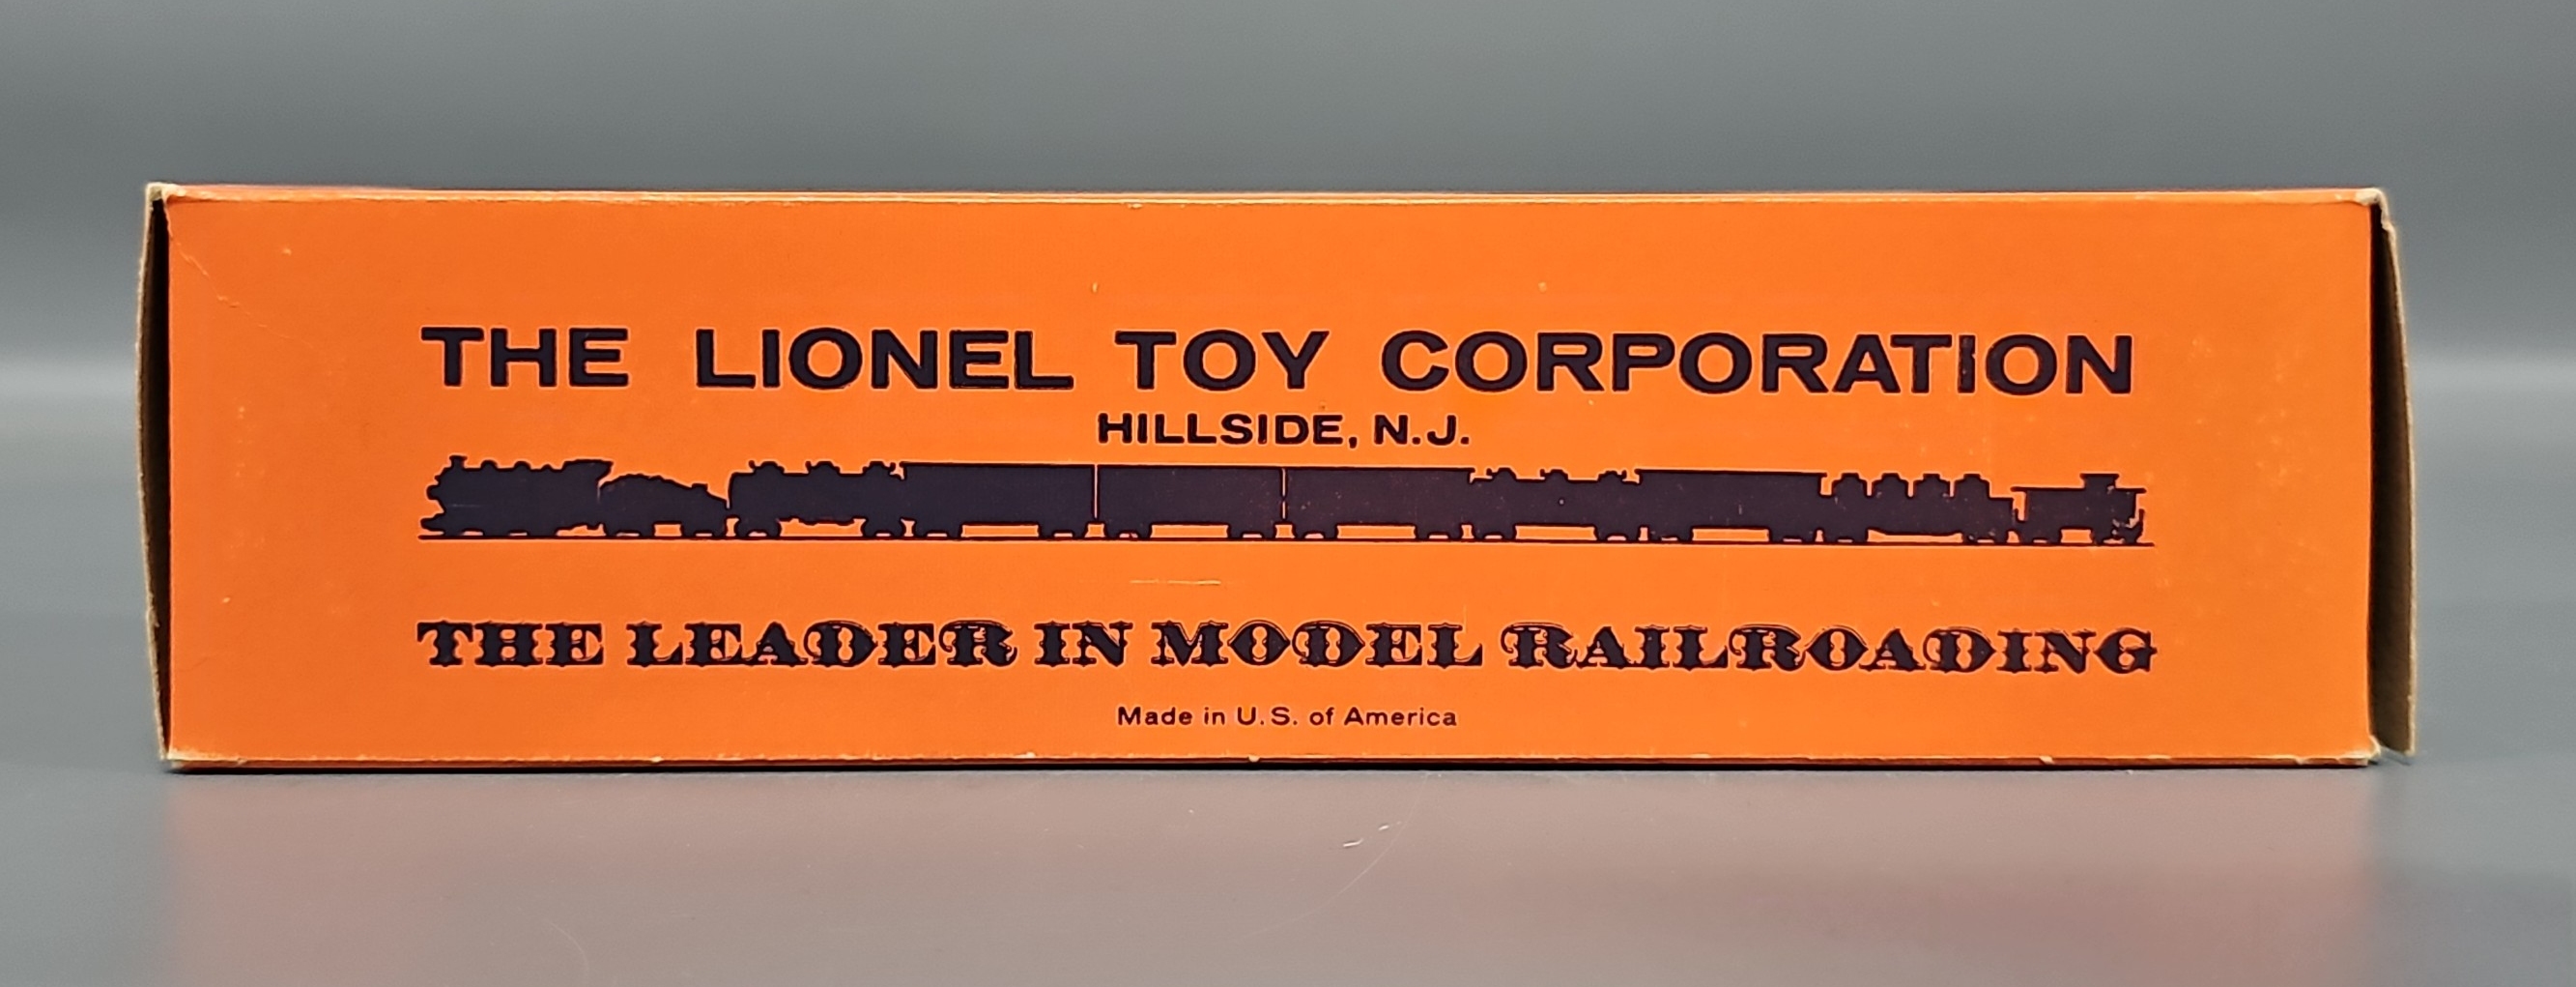 THE LIONEL TOY CORPORATION
HILLSIDE, N.J.
THE LEADER IN MODEL RAILROADING
Made in U.S. of America